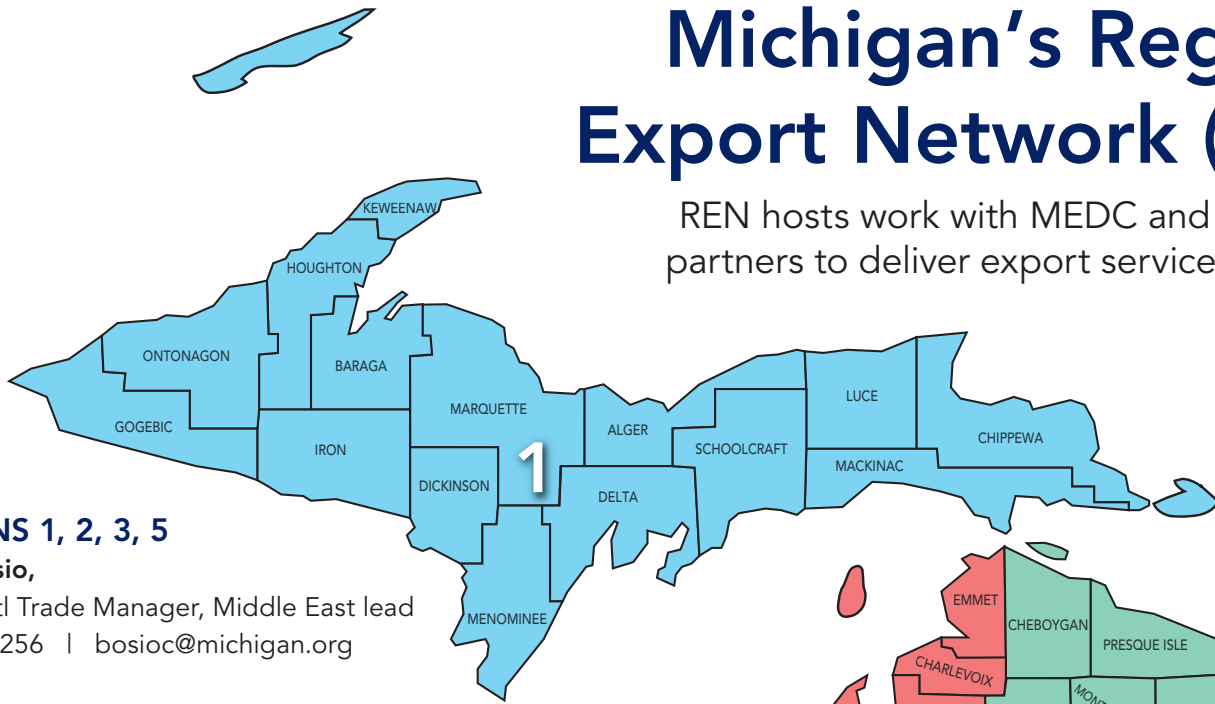 Michigan's Reg
Export Network (
REN hosts work with MEDC and
partners to deliver export service
KEWEENAW
HOUGHTON
ONTONAGON
BARAGA
GOGEBIC
IRON
MARQUETTE
1
DICKINSON
MENOMINEE
ALGER
DELTA
SCHOOLCRAFT
LUCE
MACKINAC
CHIPPEWA
NS 1, 2, 3, 5
sio,
tl Trade Manager, Middle East lead
256 | bosioc@michigan.org
EMMET
CHEBOYGAN
PRESQUE ISLE
CHARLEVOIX
MONT